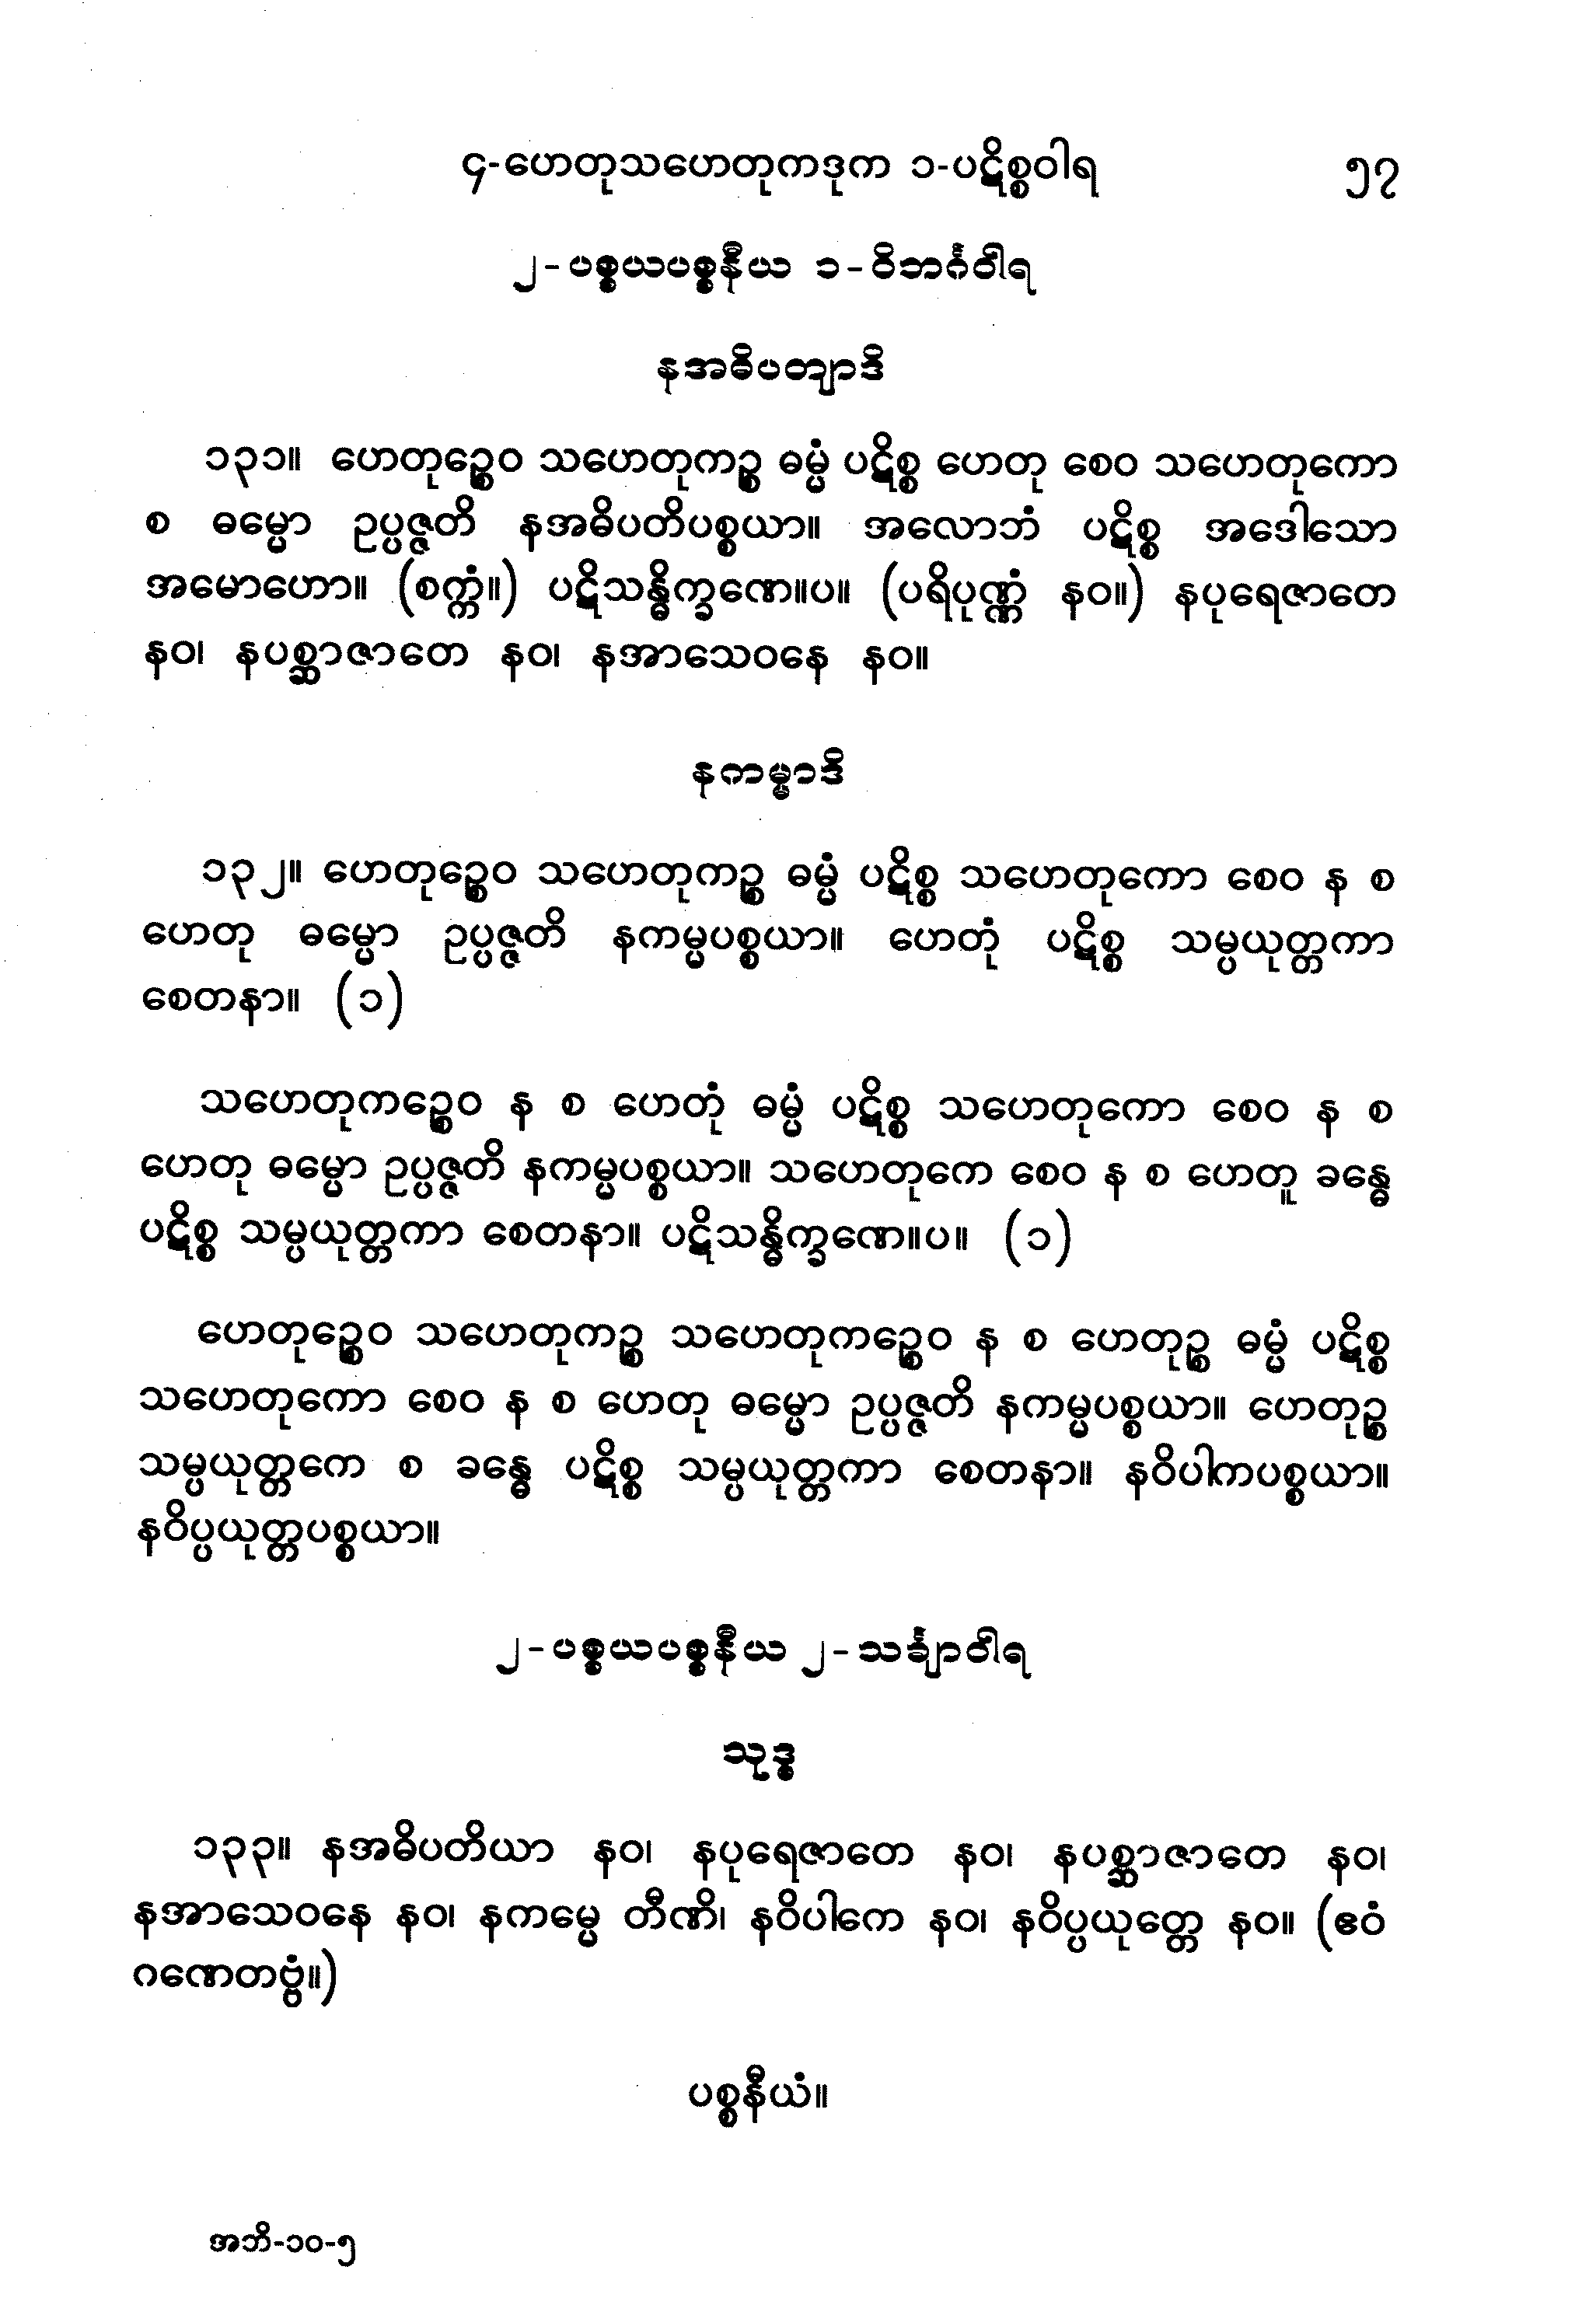 ၄-ဟေတုသဟေတုကဒုက ၁-ပဋိစ္စဝါရ ၅၇
၂-ပစ္စယပစ္စနီယ ၁-ဝိဘင်္ဂဝါရ
နအဓိပတျာဒိ
၁၃၁။ ဟေတုဉ္စေဝ သဟေတုကဉ္စ ဓမ္မံ ပဋိစ္စ ဟေတု စေဝ သဟေတုကော
စ ဓမ္မော ဥပ္ပဇ္ဇတိ နအဓိပတိပစ္စယာ။ အလောဘံ ပဋိစ္စ အဒေါသော
အမောဟော။ (စက္ကံ။) ပဋိသန္ဓိက္ခဏေ။ပ။ (ပရိပုဏ္ဏံ နဝ။) နပုရေဇာတေ
နဝ၊ နပစ္ဆာဇာတေ နဝ၊ နအာသေဝနေ နဝ။
နကမ္မာဒိ
၁၃၂။ ဟေတုဉ္စေဝ သဟေတုကဉ္စ ဓမ္မံ ပဋိစ္စ သဟေတုကော စေဝ န စ
ဟေတု ဓမ္မော ဥပ္ပဇ္ဇတိ နကမ္မပစ္စယာ။ ဟေတုံ ပဋိစ္စ သမ္ပယုတ္တကာ
စေတနာ။ (၁)
သဟေတုကဉ္စေဝ န စ ဟေတုံ ဓမ္မံ ပဋိစ္စ သဟေတုကော စေဝ န စ
ဟေတု ဓမ္မော ဥပ္ပဇ္ဇတိ နကမ္မပစ္စယာ။ သဟေတုကေ စေဝ န စ ဟေတူ ခန္ဓေ
ပဋိစ္စ သမ္ပယုတ္တကာ စေတနာ။ ပဋိသန္ဓိက္ခဏေ။ပ။ (၁)
ဟေတုဉ္စေဝ သဟေတုကဉ္စ သဟေတုကဉ္စေဝ န စ ဟေတုဉ္စ ဓမ္မံ ပဋိစ္စ
သဟေတုကော စေဝ န စ ဟေတု ဓမ္မော ဥပ္ပဇ္ဇတိ နကမ္မပစ္စယာ။ ဟေတုဉ္စ
သမ္ပယုတ္တကေ စ ခန္ဓေ ပဋိစ္စ သမ္ပယုတ္တကာ စေတနာ။ နဝိပါကပစ္စယာ။
နဝိပ္ပယုတ္တပစ္စယာ။
၂-ပစ္စယပစ္စနီယ ၂-သင်္ချာဝါရ
သုဒ္ဓ
၁၃၃။ နအဓိပတိယာ နဝ၊ နပုရေဇာတေ နဝ၊ နပစ္ဆာဇာတေ နဝ၊
နအာသေဝနေ နဝ၊ နကမ္မေ တီဏိ၊ နဝိပါကေ နဝ၊ နဝိပ္ပယုတ္တေ နဝ။ (ဧဝံ
ဂဏေတဗ္ဗံ။)
ပစ္စနီယံ။
အဘိ-၁၀-၅